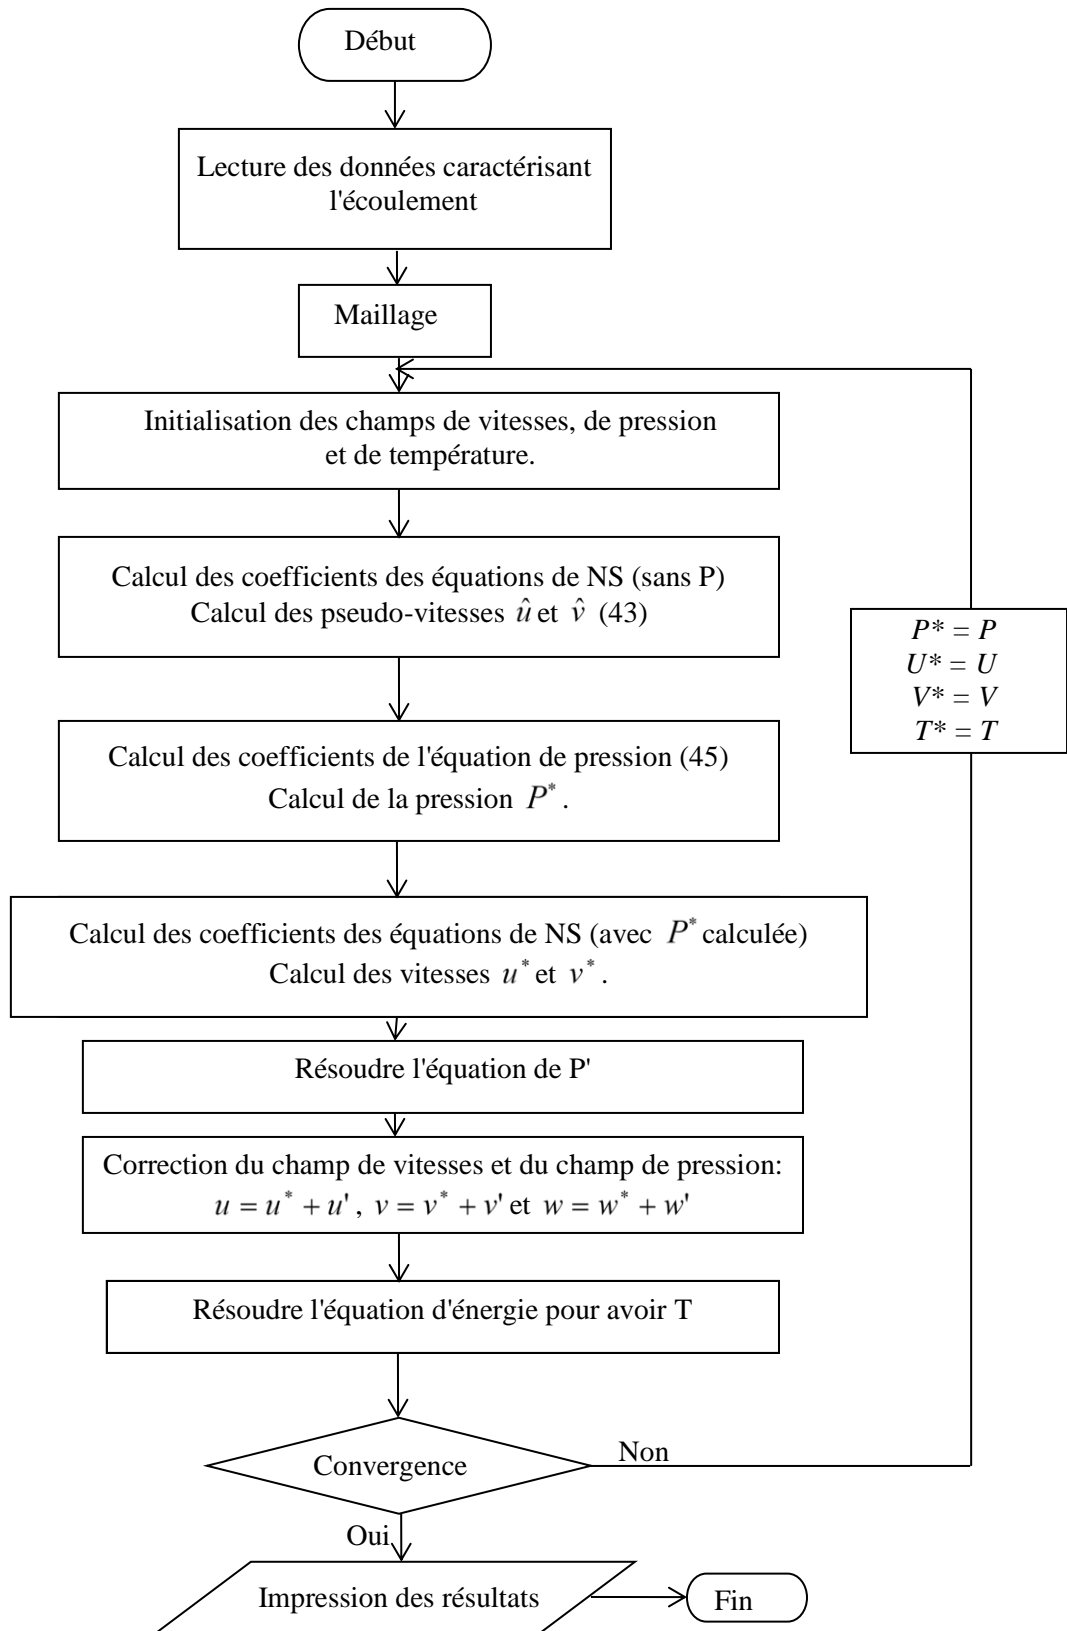 Début
Lecture des données caractérisant
l'écoulement
Maillage
Initialisation des champs de vitesses, de pression
et de température.
Calcul des coefficients des équations de NS (sans P)
Calcul des pseudo-vitesses û et v̂ (43)
P* = P
U* = U
V* = V
T* = T
Calcul des coefficients de l'équation de pression (45)
Calcul de la pression P*.
Calcul des coefficients des équations de NS (avec P* calculée)
Calcul des vitesses u* et v*.
Résoudre l'équation de P'
Correction du champ de vitesses et du champ de pression:
u = u* + u', v = v* + v' et w = w* + w'
Résoudre l'équation d'énergie pour avoir T
Convergence
Non
Oui
Impression des résultats
Fin